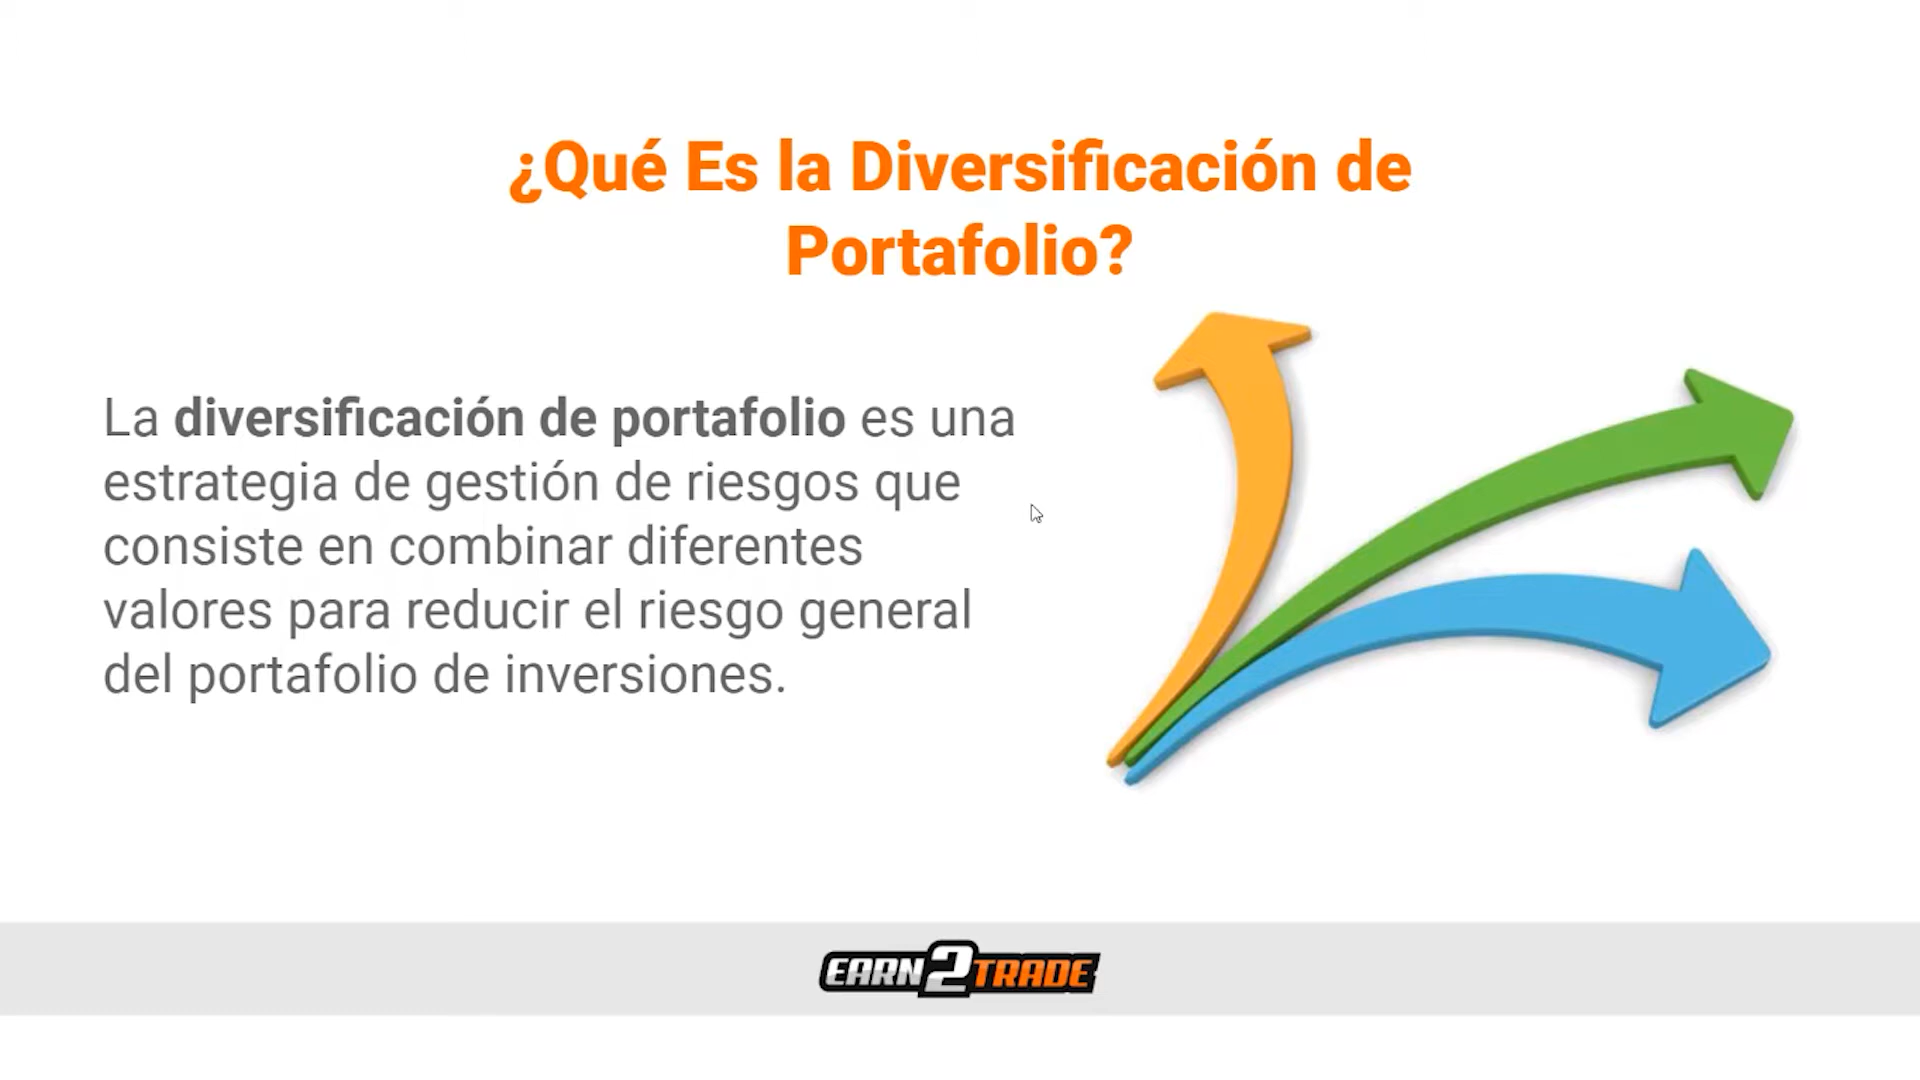 ¿Qué Es la Diversificación de
Portafolio?
La diversificación de portafolio es una
estrategia de gestión de riesgos que
consiste en combinar diferentes
valores para reducir el riesgo general
del portafolio de inversiones.
EARN2TRADE